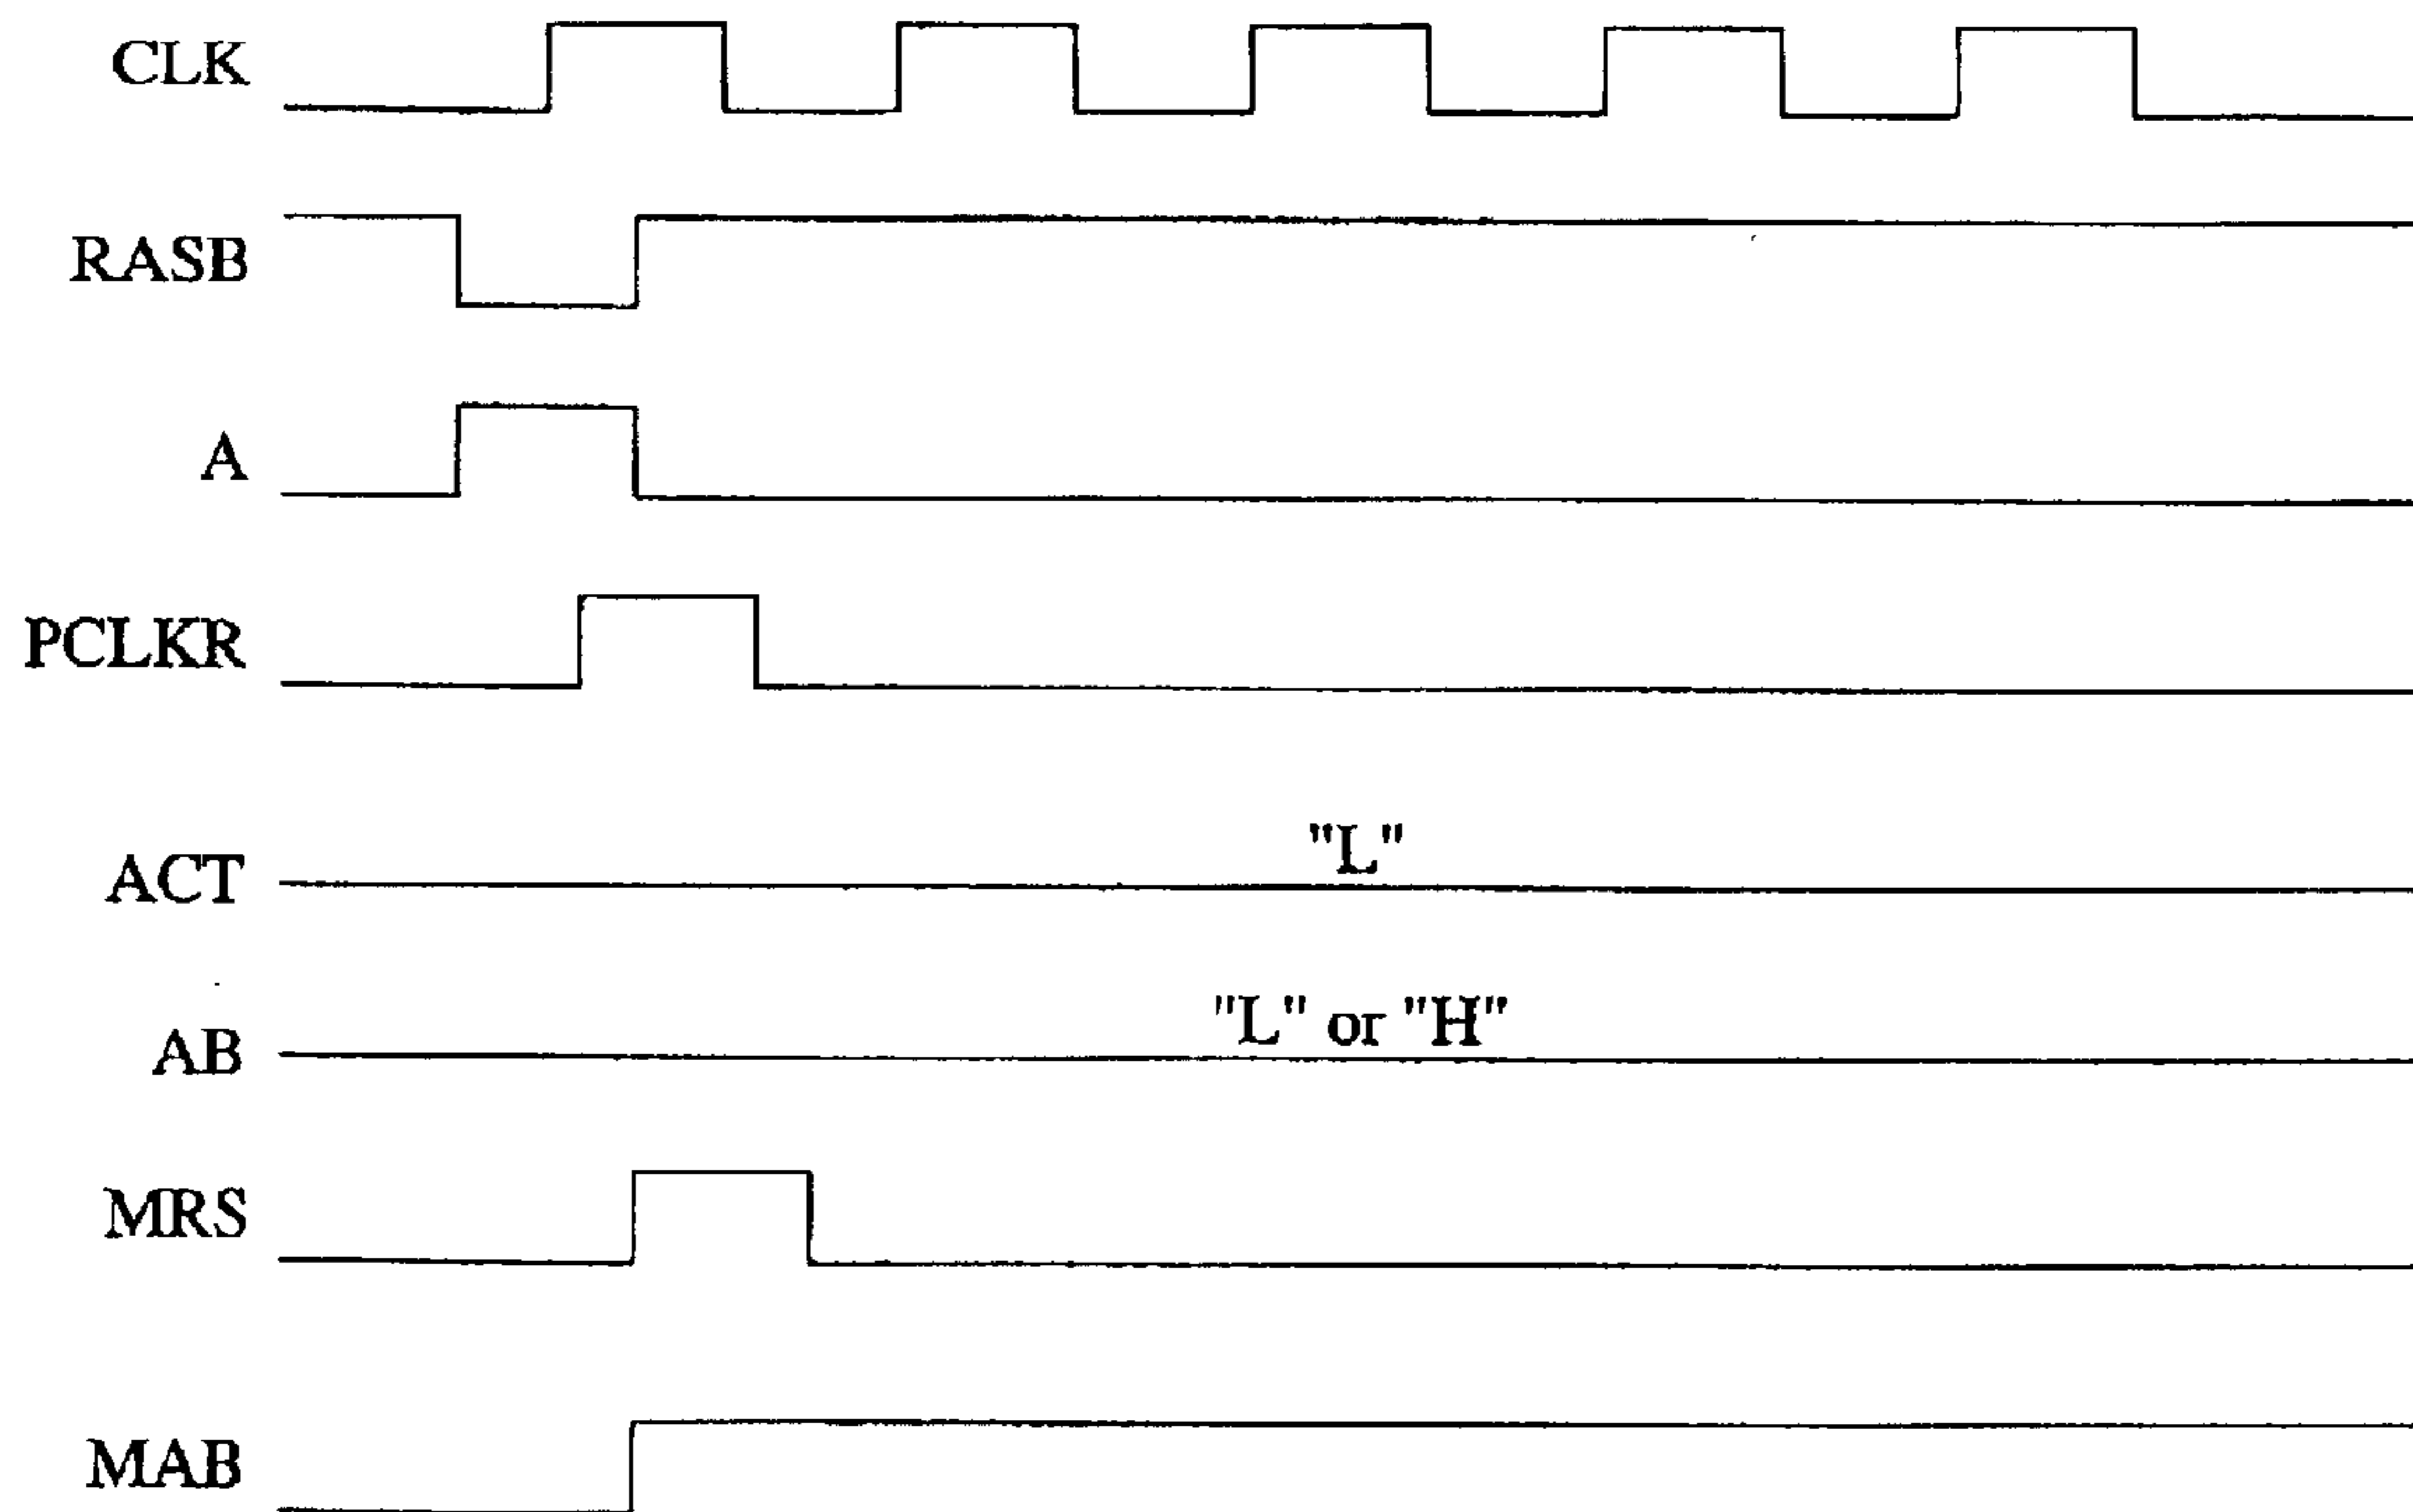 CLK
RASB
A
PCLKR
ACT
"L"
AB
"L" or "H"
MRS
MAB